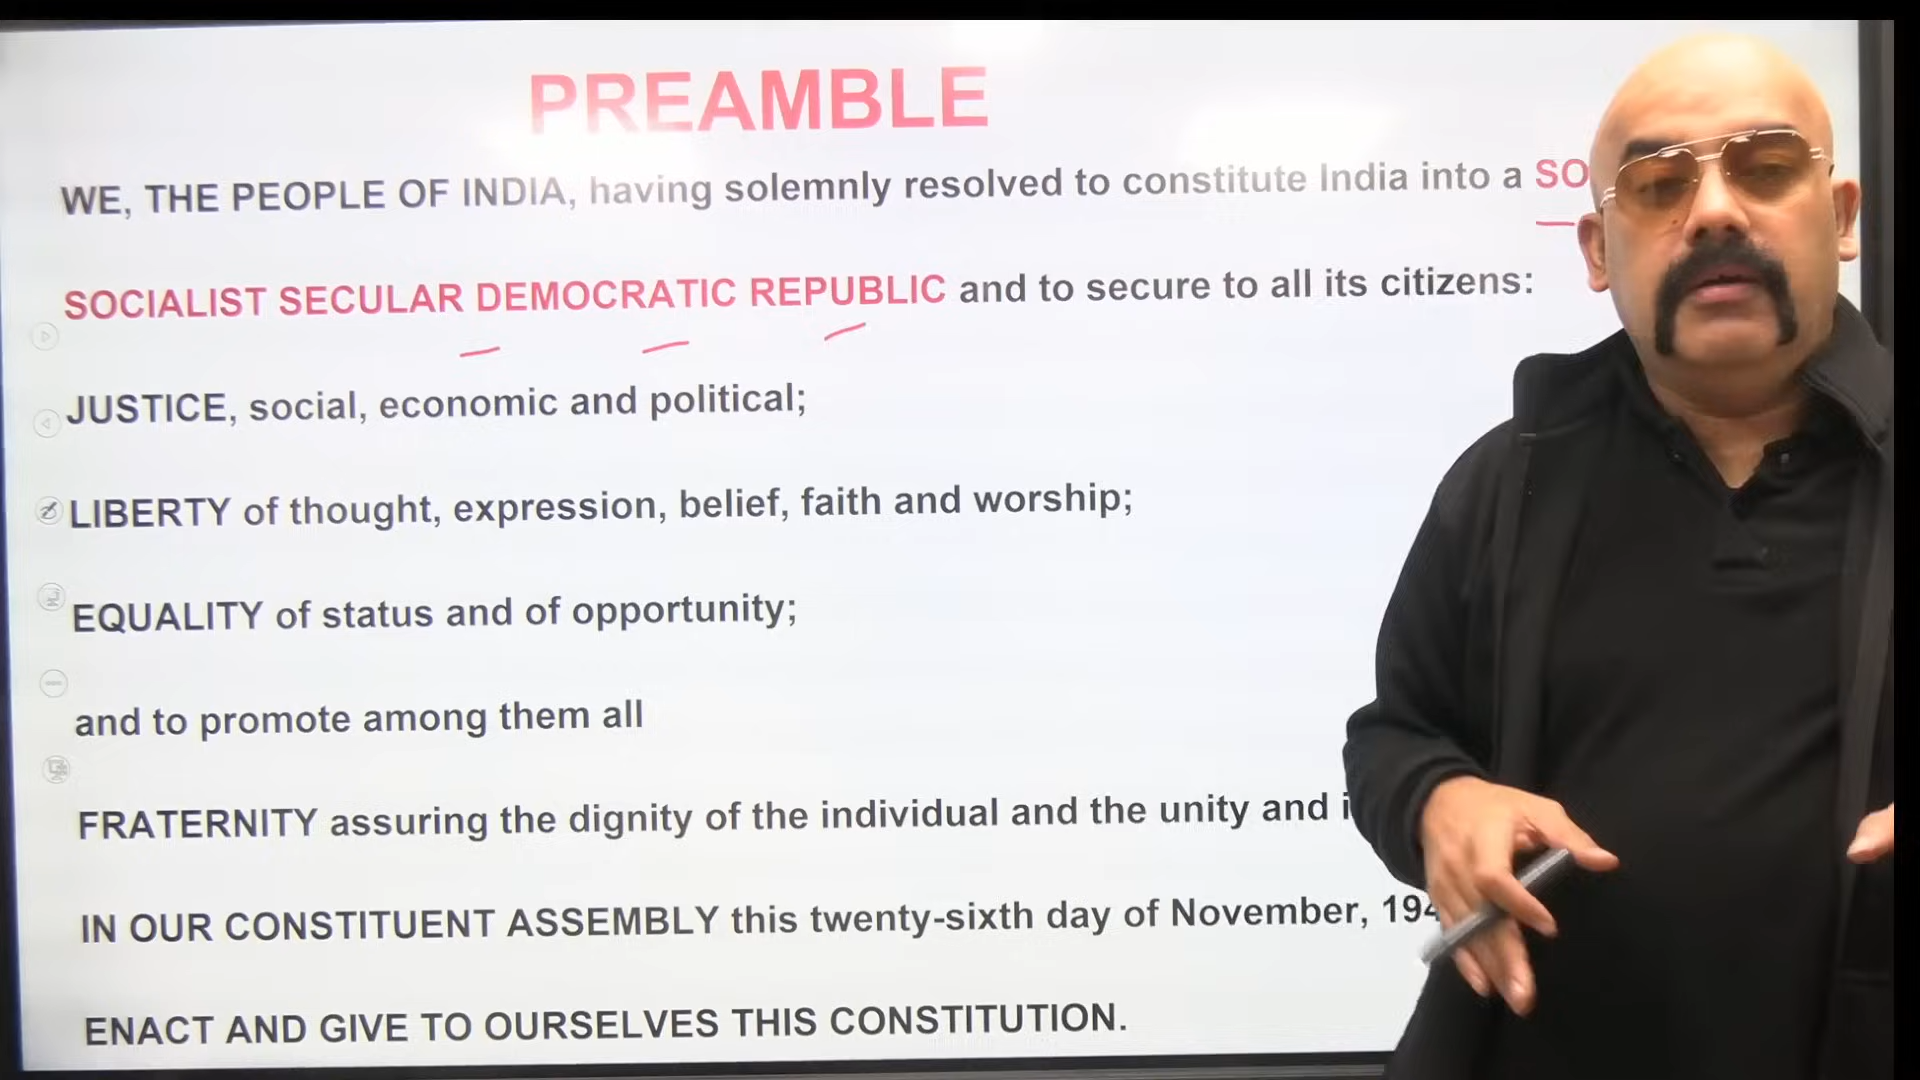 PREAMBLE
WE, THE PEOPLE OF INDIA, having solemnly resolved to constitute India into a SO
SOCIALIST SECULAR DEMOCRATIC REPUBLIC and to secure to all its citizens:
JUSTICE, social, economic and political;
LIBERTY of thought, expression, belief, faith and worship;
EQUALITY of status and of opportunity;
and to promote among them all
FRATERNITY assuring the dignity of the individual and the unity and i
IN OUR CONSTITUENT ASSEMBLY this twenty-sixth day of November, 194
ENACT AND GIVE TO OURSELVES THIS CONSTITUTION.